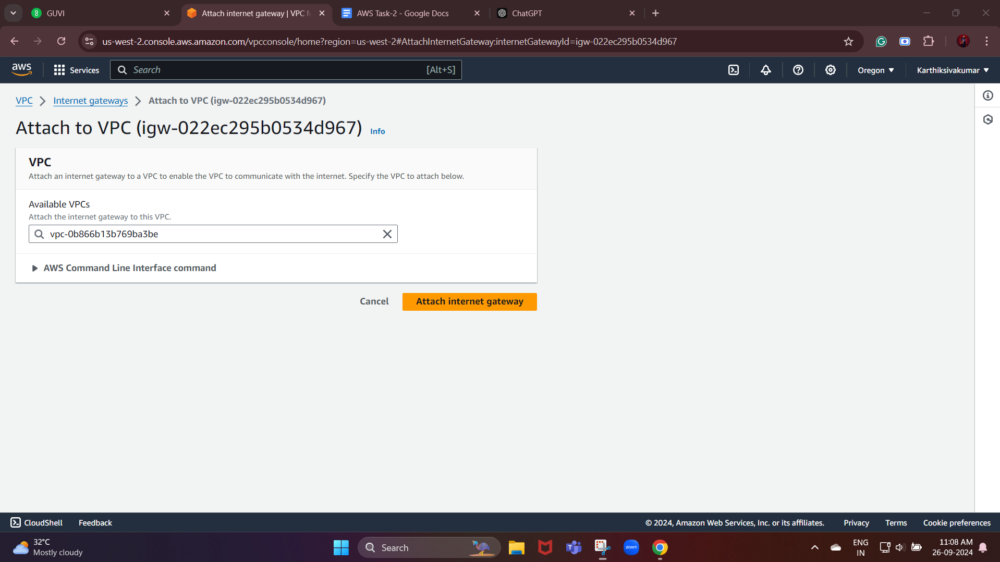 GUVI
Attach internet gateway | VPC M
AWS Task-2 - Google Docs
ChatGPT
us-west-2.console.aws.amazon.com/vpcconsole/home?region=us-west-2#AttachInternetGateway:internetGatewayId=igw-022ec295b0534d967
aws
Services
Search
[Alt+S]
Oregon
Karthiksivakumar
VPC
Internet gateways
Attach to VPC (igw-022ec295b0534d967)
Attach to VPC (igw-022ec295b0534d967)
Info
VPC
Attach an internet gateway to a VPC to enable the VPC to communicate with the internet. Specify the VPC to attach below.
Available VPCs
Attach the internet gateway to this VPC.
vpc-0b866b13b769ba3be
AWS Command Line Interface command
Cancel
Attach internet gateway
CloudShell
Feedback
© 2024, Amazon Web Services, Inc. or its affiliates.
Privacy
Terms
Cookie preferences
32°C
Mostly cloudy
Search
zoom
ENG
IN
11:08 AM
26-09-2024